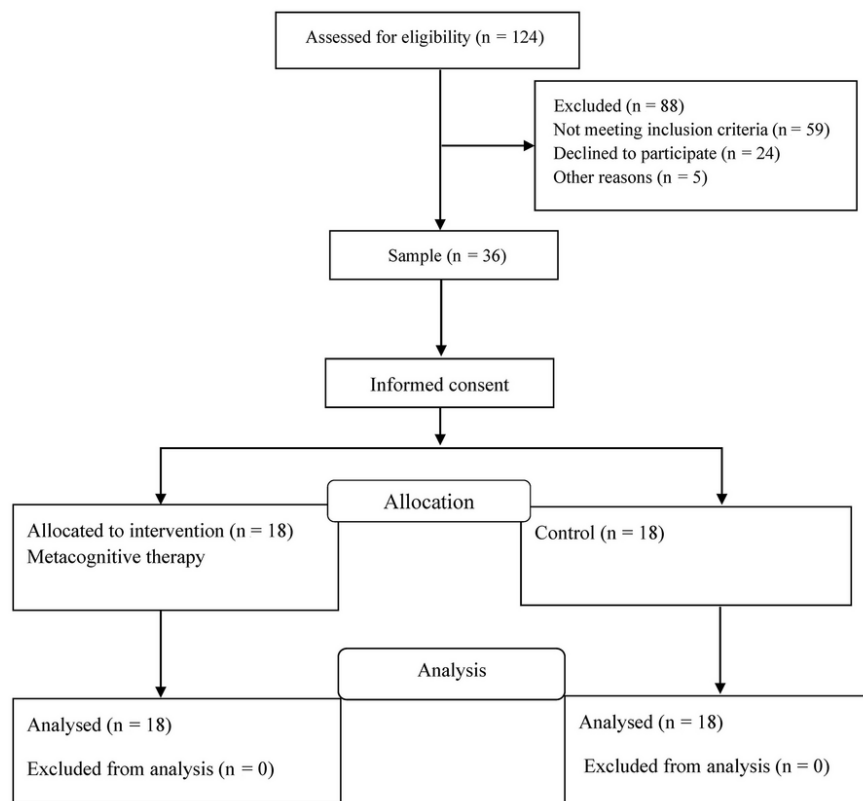 Assessed for eligibility (n = 124)
Excluded (n = 88)
Not meeting inclusion criteria (n = 59)
Declined to participate (n = 24)
Other reasons (n = 5)
Sample (n = 36)
Informed consent
Allocation
Allocated to intervention (n = 18)
Metacognitive therapy
Control (n = 18)
Analysis
Analysed (n = 18)
Excluded from analysis (n = 0)
Analysed (n = 18)
Excluded from analysis (n = 0)